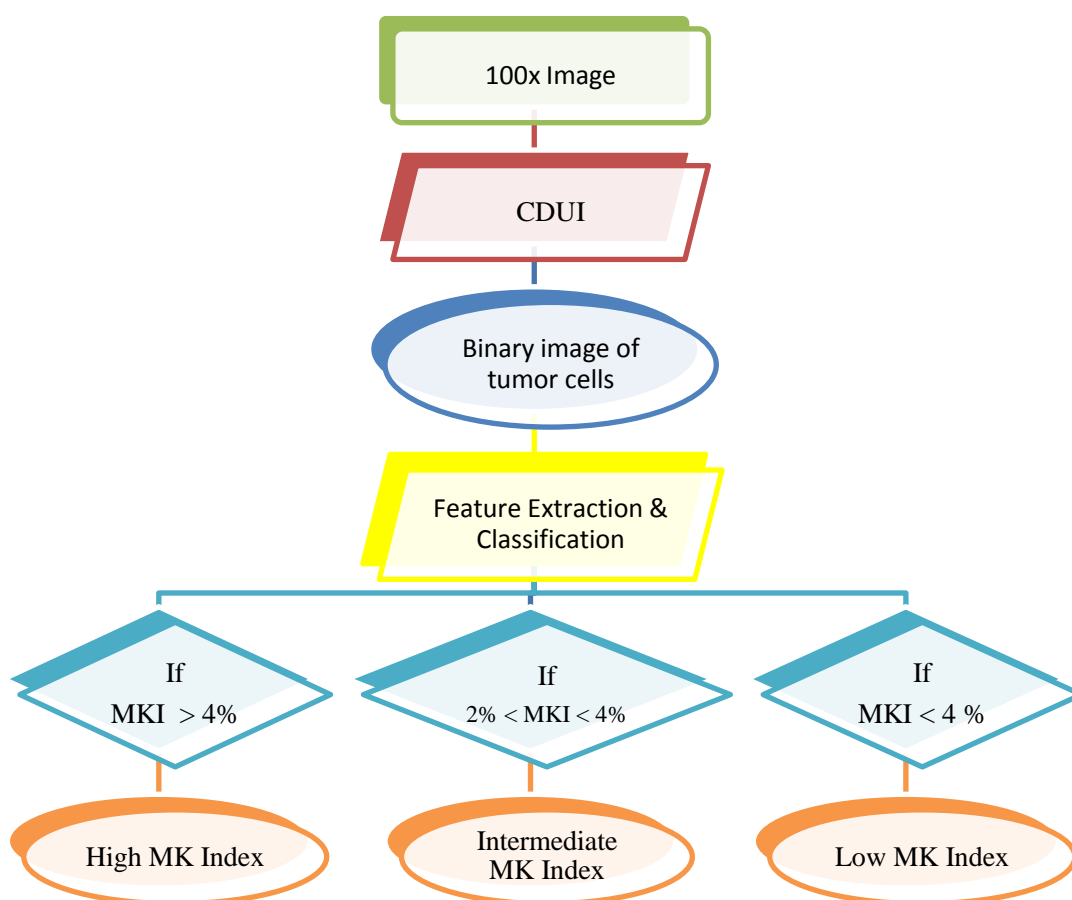 100x Image
CDUI
Binary image of
tumor cells
Feature Extraction &
Classification
If
MKI > 4%
If
2% < MKI < 4%
If
MKI < 4 %
High MK Index
Intermediate
MK Index
Low MK Index